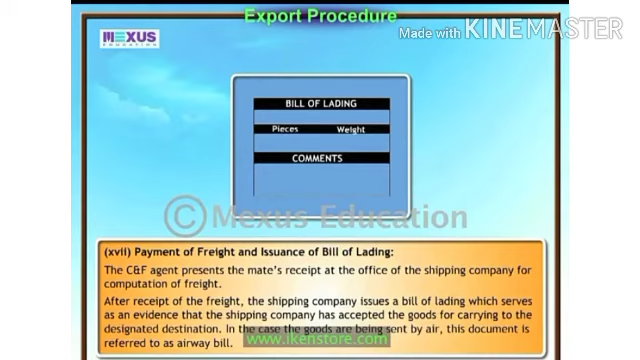 Export Procedure
Made with KINEMASTER
MEXUS
EDUCATION
BILL OF LADING
Pieces Weight
COMMENTS
© Mexus Education
(xvii) Payment of Freight and Issuance of Bill of Lading:
The C&F agent presents the mate's receipt at the office of the shipping company for
computation of freight.
After receipt of the freight, the shipping company issues a bill of lading which serves
as an evidence that the shipping company has accepted the goods for carrying to the
designated destination. In the case the goods are being sent by air, this document is
referred to as airway bill.
www.ikenstore.com